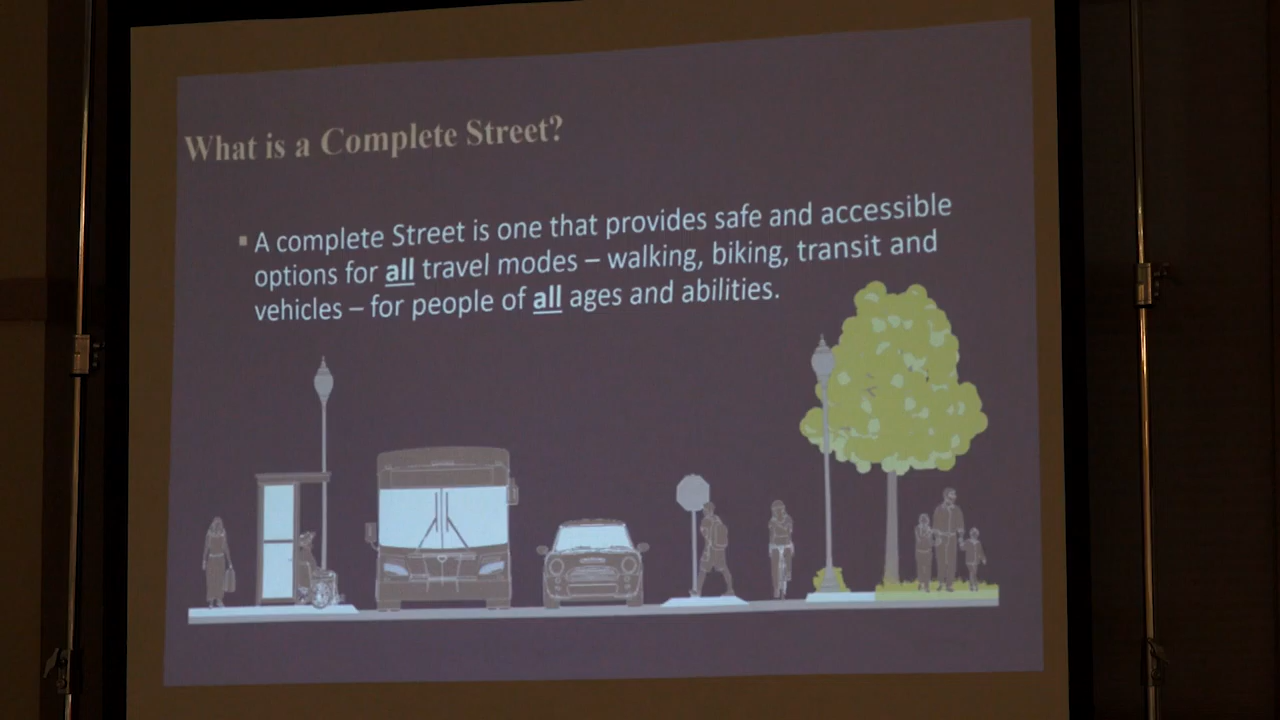 What is a Complete Street?
▪ A complete Street is one that provides safe and accessible
options for all travel modes – walking, biking, transit and
vehicles – for people of all ages and abilities.